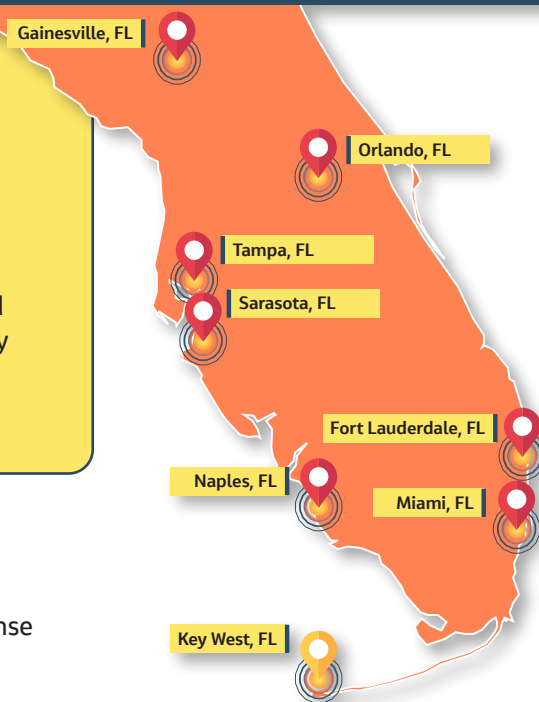 Gainesville, FL
Orlando, FL
Tampa, FL
Sarasota, FL
Fort Lauderdale, FL
Naples, FL
Miami, FL
Key West, FL